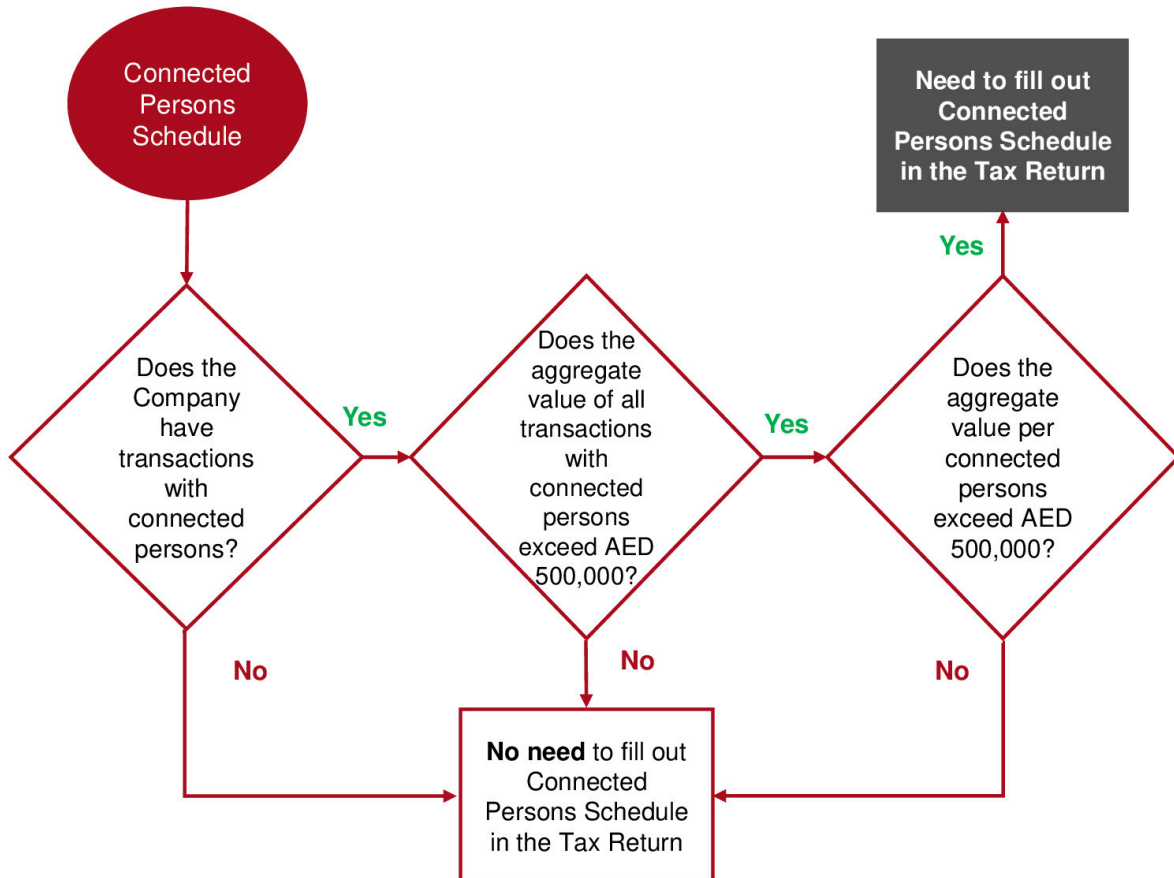 Connected
Persons
Schedule
Need to fill out
Connected
Persons Schedule
in the Tax Return
Yes
Does the
Company
have
transactions
with
connected
persons?
Yes
Does the
aggregate
value of all
transactions
with
connected
persons
exceed AED
500,000?
Yes
Does the
aggregate
value per
connected
persons
exceed AED
500,000?
No
No
No
No need to fill out
Connected
Persons Schedule
in the Tax Return